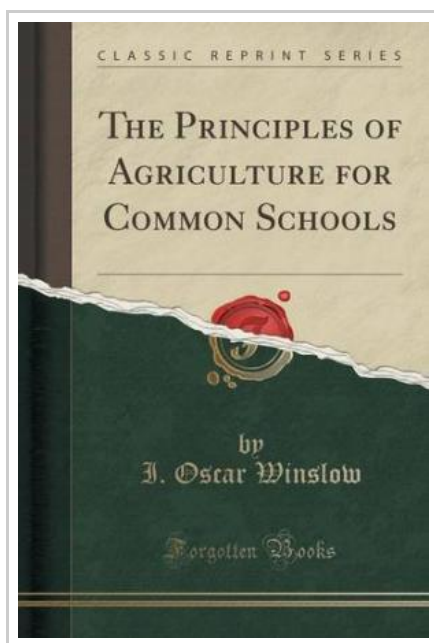 CLASSIC REPRINT SERIES
THE PRINCIPLES OF
AGRICULTURE FOR
COMMON SCHOOLS
by
I. Oscar Winslow
Forgotten Books